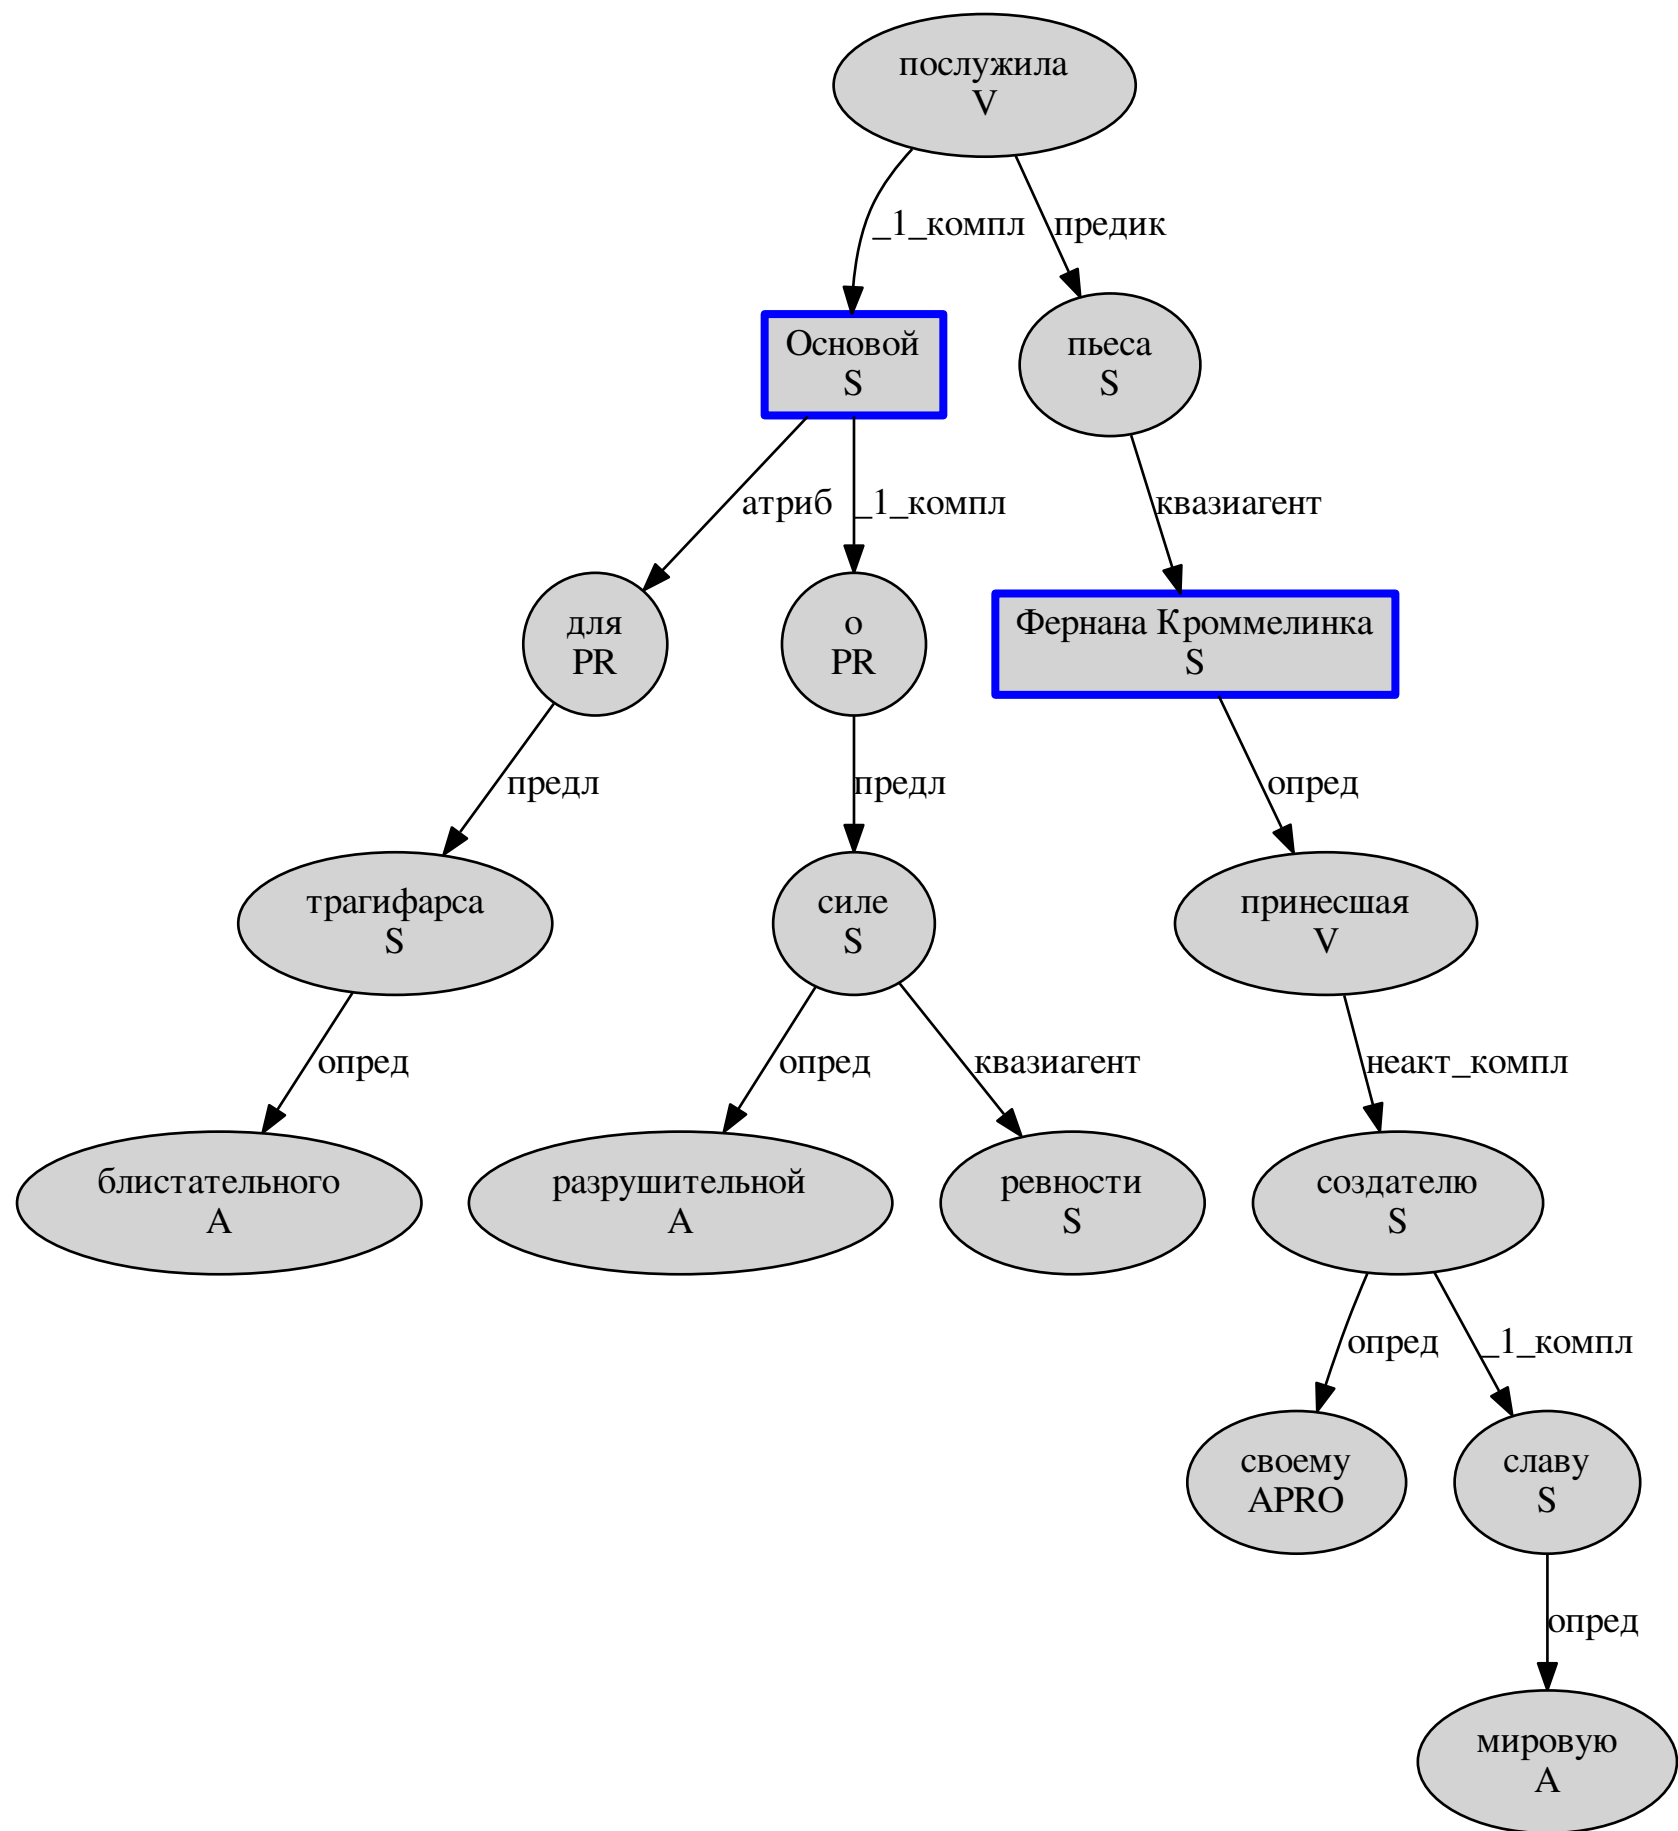 послужила
V
_1_компл
предик
Основой
S
пьеса
S
атриб
_1_компл
квазиагент
для
PR
о
PR
Фернана Кроммелинка
S
предл
предл
опред
трагифарса
S
силе
S
принесшая
V
опред
опред
квазиагент
неакт_компл
блистательного
A
разрушительной
A
ревности
S
создателю
S
опред
_1_компл
своему
APRO
славу
S
опред
мировую
A